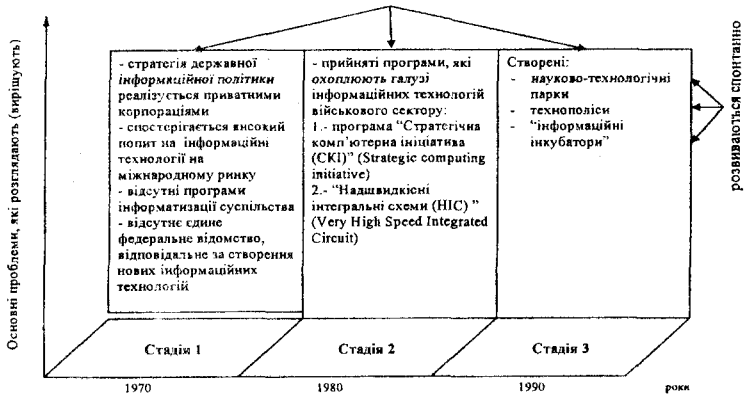 Основні проблеми, які розглядають (вирішують)
- стратегія державної
інформаційної політики
реалізується приватними
корпораціями
- спостерігається високий
попит на інформаційні
технології на
міжнародному ринку
- відсутні програми
інформатизації суспільства
- відсутнє єдине
федеральне відомство,
відповідальне за створення
нових інформаційних
технологій
- прийняті програми, які
охоплюють галузі
інформаційних технологій
військового сектору:
1.- програма “Стратегічна
комп’ютерна ініціатива
(СКІ)” (Strategic computing
initiative)
2.- “Надшвидкісні
інтегральні схеми (НІС) ”
(Very High Speed Integrated
Circuit)
Створені:
- науково-технологічні
парки
- технополіси
- “інформаційні
інкубатори”
розвиваються спонтанно
Стадія 1
Стадія 2
Стадія 3
1970
1980
1990
роки